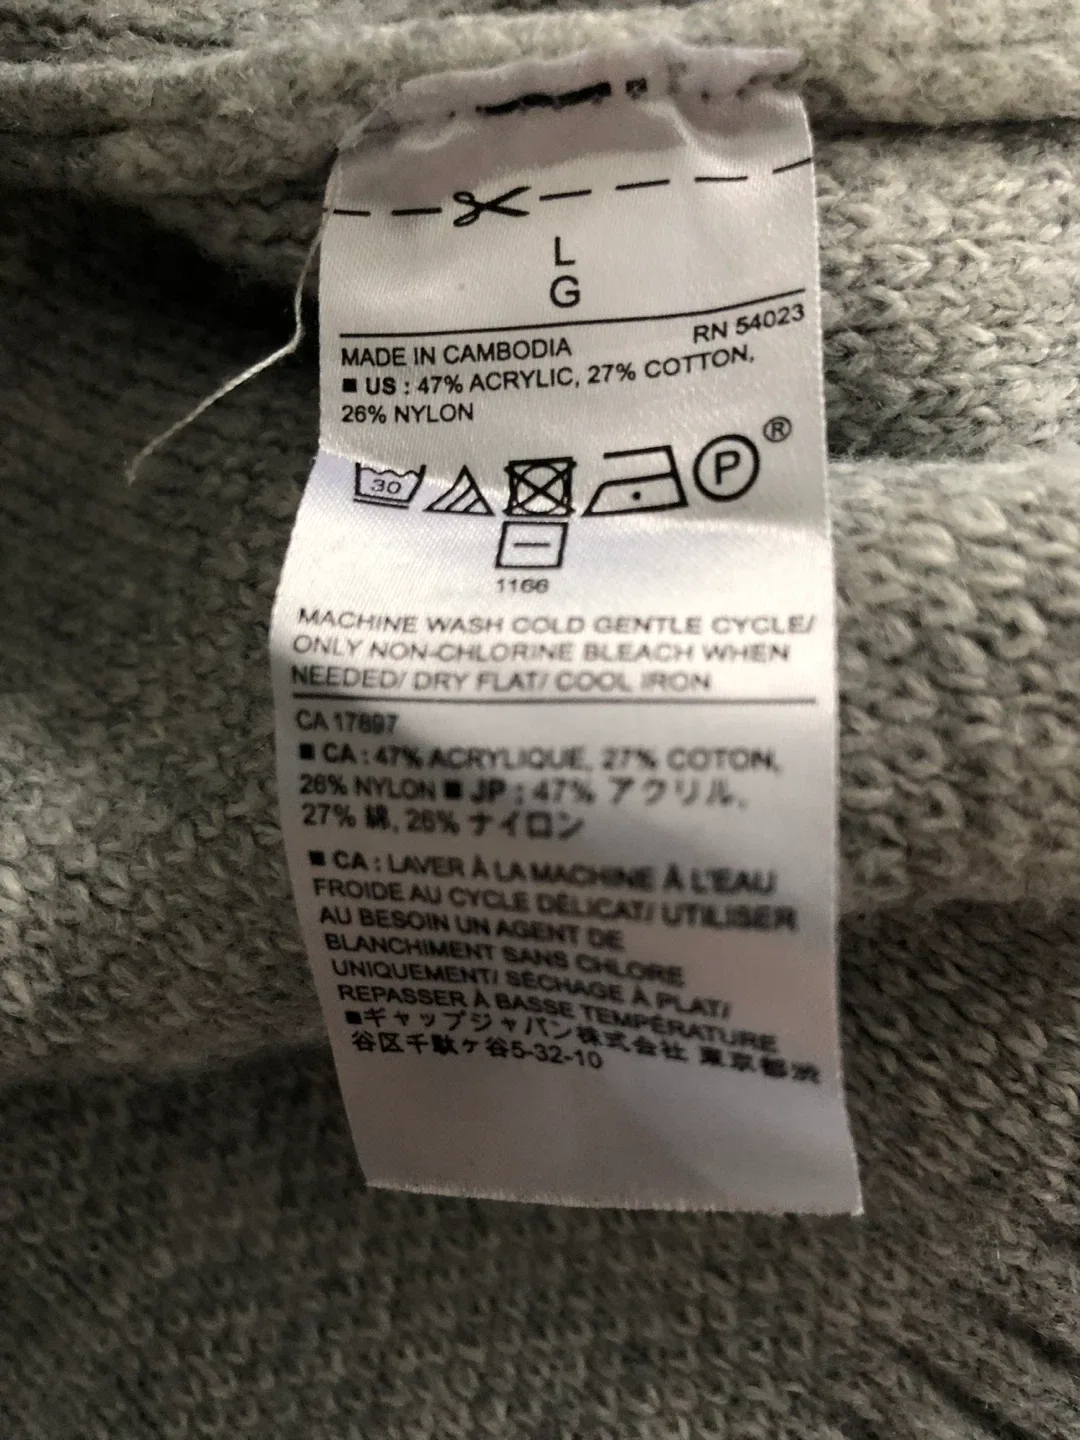 L
G
RN 54023
MADE IN CAMBODIA
■ US : 47% ACRYLIC, 27% COTTON,
26% NYLON
30
P ®
1166
MACHINE WASH COLD GENTLE CYCLE/
ONLY NON-CHLORINE BLEACH WHEN
NEEDED/ DRY FLAT/ COOL IRON
CA 17897
■ CA : 47% ACRYLIQUE, 27% COTON,
26% NYLON ■ JP : 47% アクリル,
27% 綿, 26% ナイロン
■ CA : LAVER À LA MACHINE À L'EAU
FROIDE AU CYCLE DÉLICAT/ UTILISER
AU BESOIN UN AGENT DE
BLANCHIMENT SANS CHLORE
UNIQUEMENT/ SÉCHAGE À PLAT/
REPASSER À BASSE TEMPÉRATURE
■ギャップジャパン株式会社 東京都渋
谷区千駄ヶ谷5-32-10